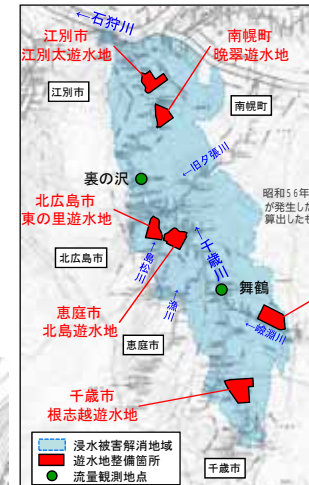 ←石狩川
江別市
江別太遊水地
南幌町
晩翠遊水地
江別市
南幌町
←旧夕張川
裏の沢
昭和56年
が発生した
算出したも
北広島市
東の里遊水地
←千歳川
←島松川
北広島市
舞鶴
←漁川
恵庭市
北島遊水地
←嶮淵川
恵庭市
千歳市
根志越遊水地
浸水被害解消地域
遊水地整備箇所
流量観測地点
千歳市